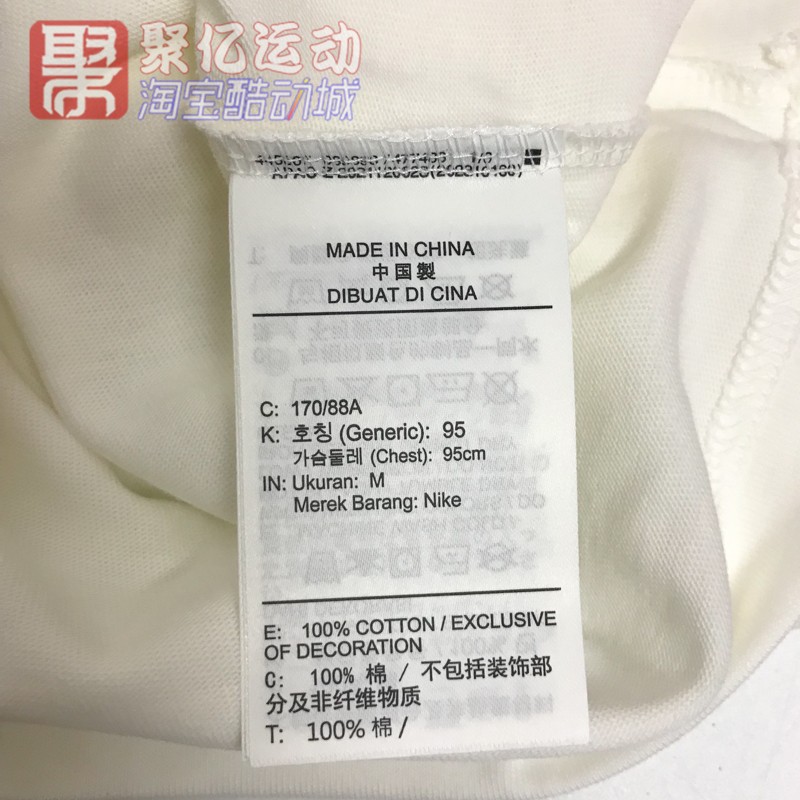 聚
聚亿运动
淘宝酷动城
MADE IN CHINA
中国製
DIBUAT DI CINA
C: 170/88A
K: 호칭 (Generic): 95
가슴둘레 (Chest): 95cm
IN: Ukuran: M
Merek Barang: Nike
E: 100% COTTON / EXCLUSIVE
OF DECORATION
C: 100% 棉 / 不包括装饰部
分及非纤维物质
T: 100% 棉 /